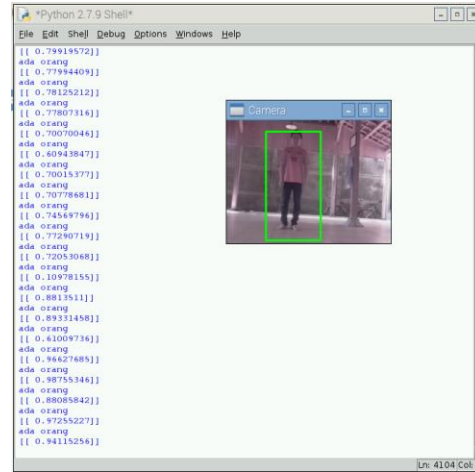 *Python 2.7.9 Shell*
File Edit Shell Debug Options Windows Help
[[ 0.79919572]]
ada orang
[[ 0.77994409]]
ada orang
[[ 0.78125212]]
ada orang
[[ 0.77807316]]
ada orang
[[ 0.70070046]]
ada orang
[[ 0.60943847]]
ada orang
[[ 0.70015377]]
ada orang
[[ 0.70778681]]
ada orang
[[ 0.74569796]]
ada orang
[[ 0.77290719]]
ada orang
[[ 0.72053068]]
ada orang
[[ 0.10978155]]
ada orang
[[ 0.8813511]]
ada orang
[[ 0.89331458]]
ada orang
[[ 0.61009736]]
ada orang
[[ 0.96627685]]
ada orang
[[ 0.98755346]]
ada orang
[[ 0.88085842]]
ada orang
[[ 0.97255227]]
ada orang
[[ 0.94115256]]
Camera
Ln: 4104 Col: